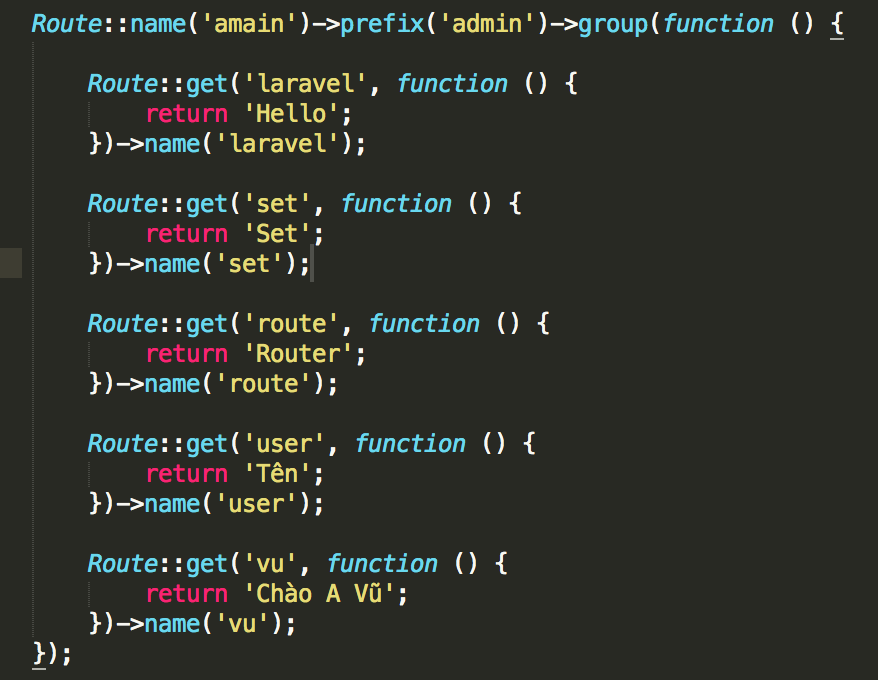 Route::name('amain')->prefix('admin')->group(function () {
Route::get('laravel', function () {
return 'Hello';
})->name('laravel');
Route::get('set', function () {
return 'Set';
})->name('set');
Route::get('route', function () {
return 'Router';
})->name('route');
Route::get('user', function () {
return 'Tên';
})->name('user');
Route::get('vu', function () {
return 'Chào A Vũ';
})->name('vu');
});